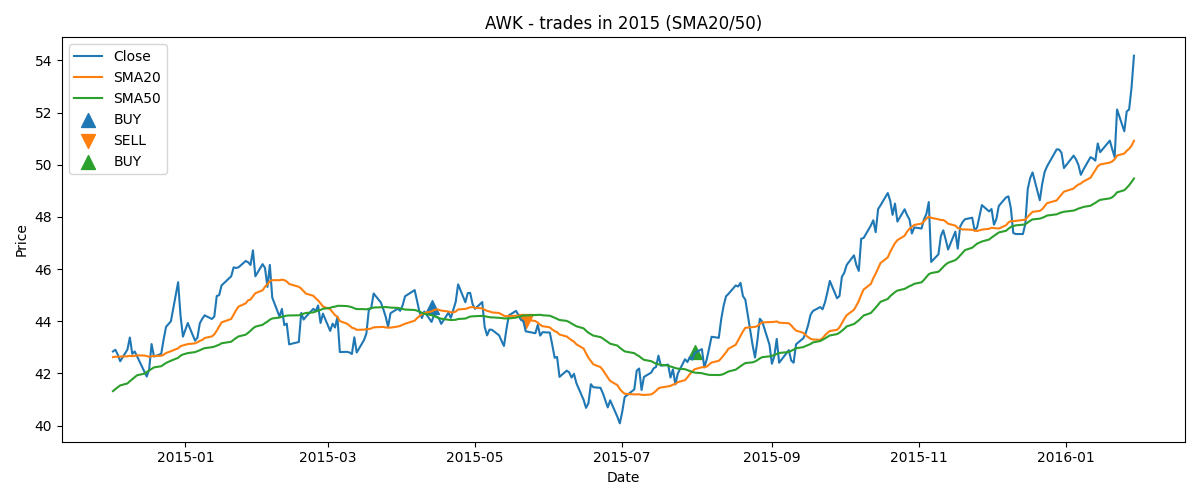 AWK - trades in 2015 (SMA20/50)
Close
SMA20
SMA50
BUY
SELL
BUY
Price
54
52
50
48
46
44
42
40
2015-01
2015-03
2015-05
2015-07
2015-09
2015-11
2016-01
Date